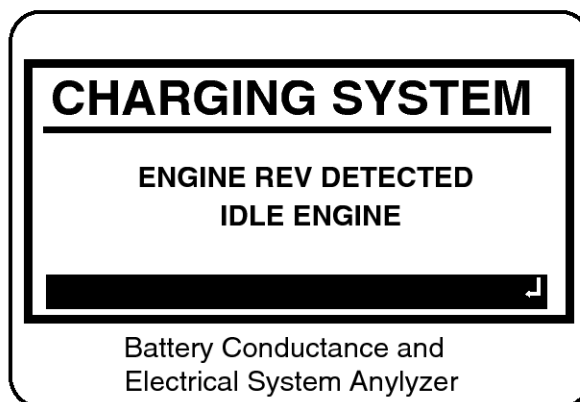 CHARGING SYSTEM
ENGINE REV DETECTED
IDLE ENGINE
Battery Conductance and
Electrical System Anylyzer